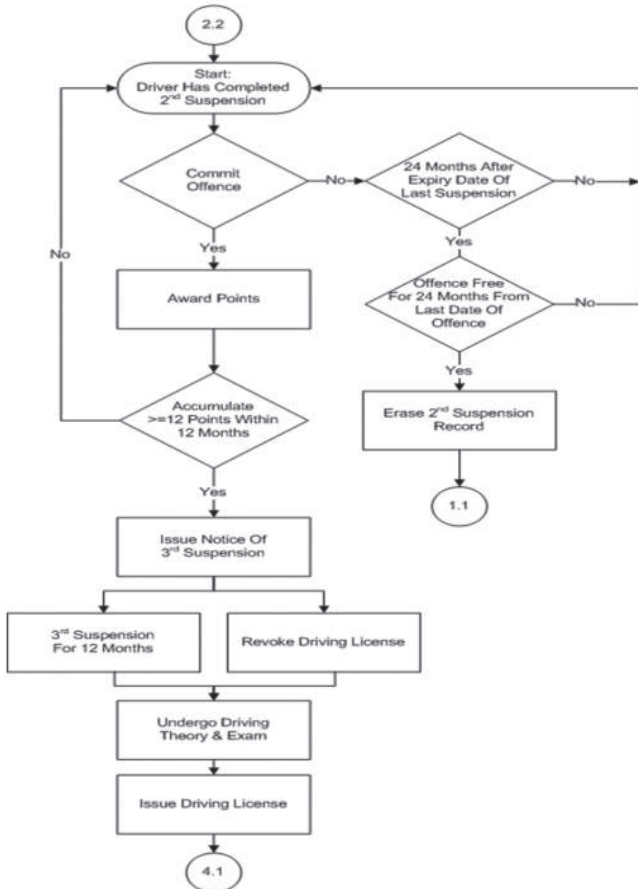 2.2
Start:
Driver Has Completed
2nd Suspension
Commit
Offence
No
24 Months After
Expiry Date Of
Last Suspension
No
Yes
Yes
No
Award Points
Offence Free
For 24 Months From
Last Date Of
Offence
No
Yes
Accumulate
>=12 Points Within
12 Months
Erase 2nd Suspension
Record
Yes
1.1
Issue Notice Of
3rd Suspension
3rd Suspension
For 12 Months
Revoke Driving License
Undergo Driving
Theory & Exam
Issue Driving License
4.1